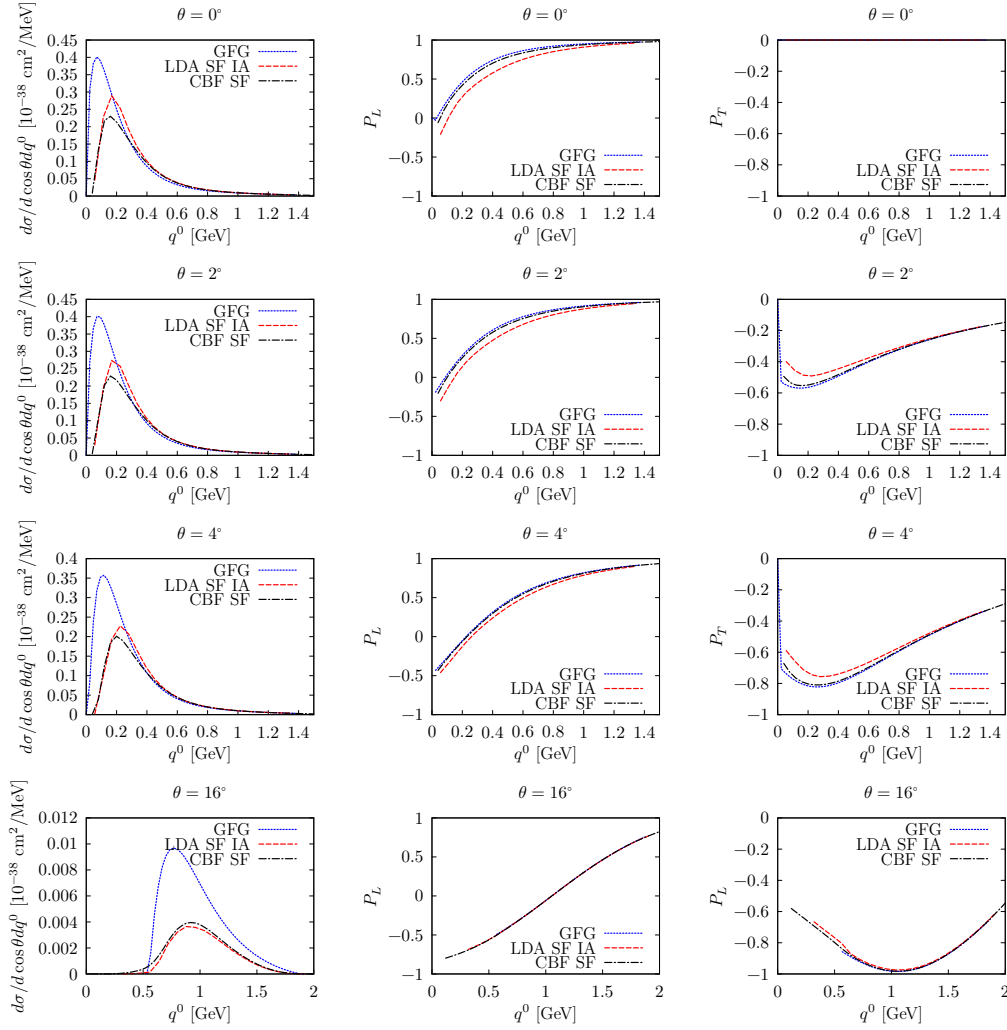 θ = 0°
dσ/d cos θdq⁰ [10⁻³⁸ cm²/MeV]
0.45
0.4
0.35
0.3
0.25
0.2
0.15
0.1
0.05
0
GFG
LDA SF IA
CBF SF
0 0.2 0.4 0.6 0.8 1 1.2 1.4
q⁰ [GeV]
θ = 0°
P_L
1
0.5
0
−0.5
−1
GFG
LDA SF IA
CBF SF
0 0.2 0.4 0.6 0.8 1 1.2 1.4
q⁰ [GeV]
θ = 0°
P_T
0
−0.2
−0.4
−0.6
−0.8
−1
GFG
LDA SF IA
CBF SF
0 0.2 0.4 0.6 0.8 1 1.2 1.4
q⁰ [GeV]
θ = 2°
dσ/d cos θdq⁰ [10⁻³⁸ cm²/MeV]
0.45
0.4
0.35
0.3
0.25
0.2
0.15
0.1
0.05
0
GFG
LDA SF IA
CBF SF
0 0.2 0.4 0.6 0.8 1 1.2 1.4
q⁰ [GeV]
θ = 2°
P_L
1
0.5
0
−0.5
−1
GFG
LDA SF IA
CBF SF
0 0.2 0.4 0.6 0.8 1 1.2 1.4
q⁰ [GeV]
θ = 2°
P_T
0
−0.2
−0.4
−0.6
−0.8
−1
GFG
LDA SF IA
CBF SF
0 0.2 0.4 0.6 0.8 1 1.2 1.4
q⁰ [GeV]
θ = 4°
dσ/d cos θdq⁰ [10⁻³⁸ cm²/MeV]
0.4
0.35
0.3
0.25
0.2
0.15
0.1
0.05
0
GFG
LDA SF IA
CBF SF
0 0.2 0.4 0.6 0.8 1 1.2 1.4
q⁰ [GeV]
θ = 4°
P_L
1
0.5
0
−0.5
−1
GFG
LDA SF IA
CBF SF
0 0.2 0.4 0.6 0.8 1 1.2 1.4
q⁰ [GeV]
θ = 4°
P_T
0
−0.2
−0.4
−0.6
−0.8
−1
GFG
LDA SF IA
CBF SF
0 0.2 0.4 0.6 0.8 1 1.2 1.4
q⁰ [GeV]
θ = 16°
dσ/d cos θdq⁰ [10⁻³⁸ cm²/MeV]
0.012
0.01
0.008
0.006
0.004
0.002
0
GFG
LDA SF IA
CBF SF
0 0.5 1 1.5 2
q⁰ [GeV]
θ = 16°
P_L
1
0.5
0
−0.5
−1
GFG
LDA SF IA
CBF SF
0 0.5 1 1.5 2
q⁰ [GeV]
θ = 16°
P_L
0
−0.2
−0.4
−0.6
−0.8
−1
GFG
LDA SF IA
CBF SF
0 0.5 1 1.5 2
q⁰ [GeV]